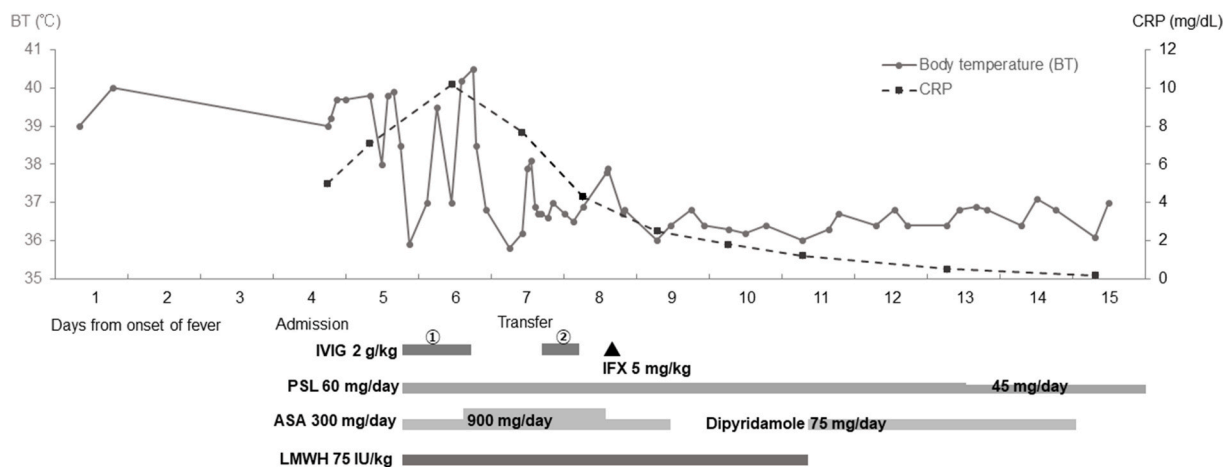 BT (℃)
CRP (mg/dL)
41
40
39
38
37
36
35
12
10
8
6
4
2
0
Body temperature (BT)
CRP
1 2 3 4 5 6 7 8 9 10 11 12 13 14 15
Days from onset of fever
Admission
Transfer
IVIG 2 g/kg
①
②
IFX 5 mg/kg
PSL 60 mg/day
45 mg/day
ASA 300 mg/day
900 mg/day
Dipyridamole 75 mg/day
LMWH 75 IU/kg